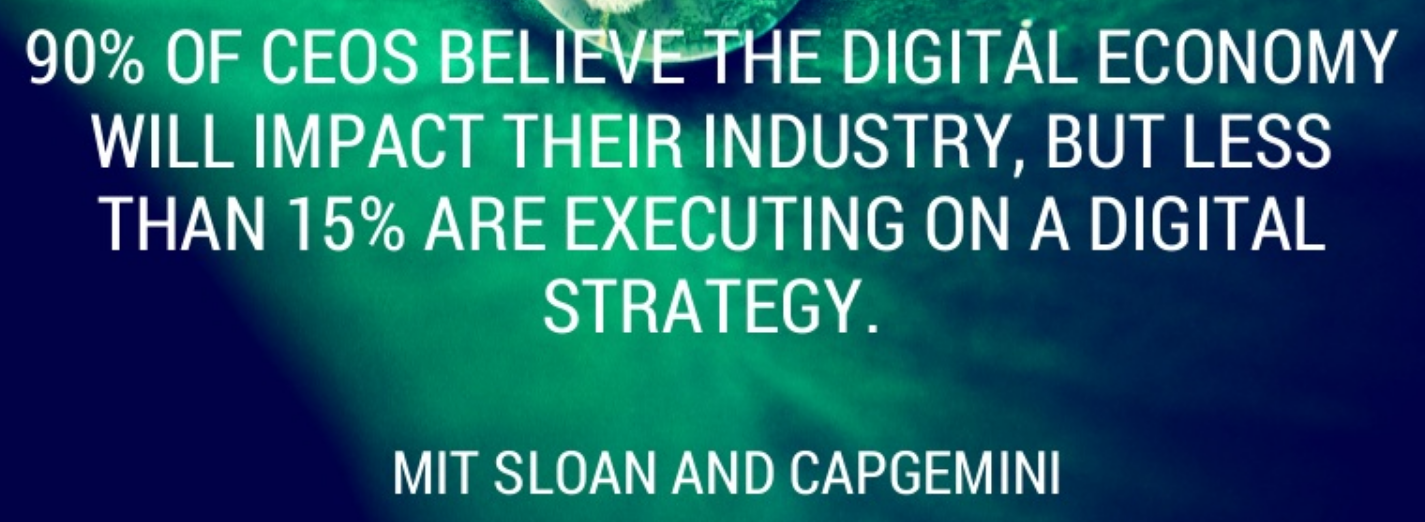 90% OF CEOS BELIEVE THE DIGITAL ECONOMY
WILL IMPACT THEIR INDUSTRY, BUT LESS
THAN 15% ARE EXECUTING ON A DIGITAL
STRATEGY.
MIT SLOAN AND CAPGEMINI